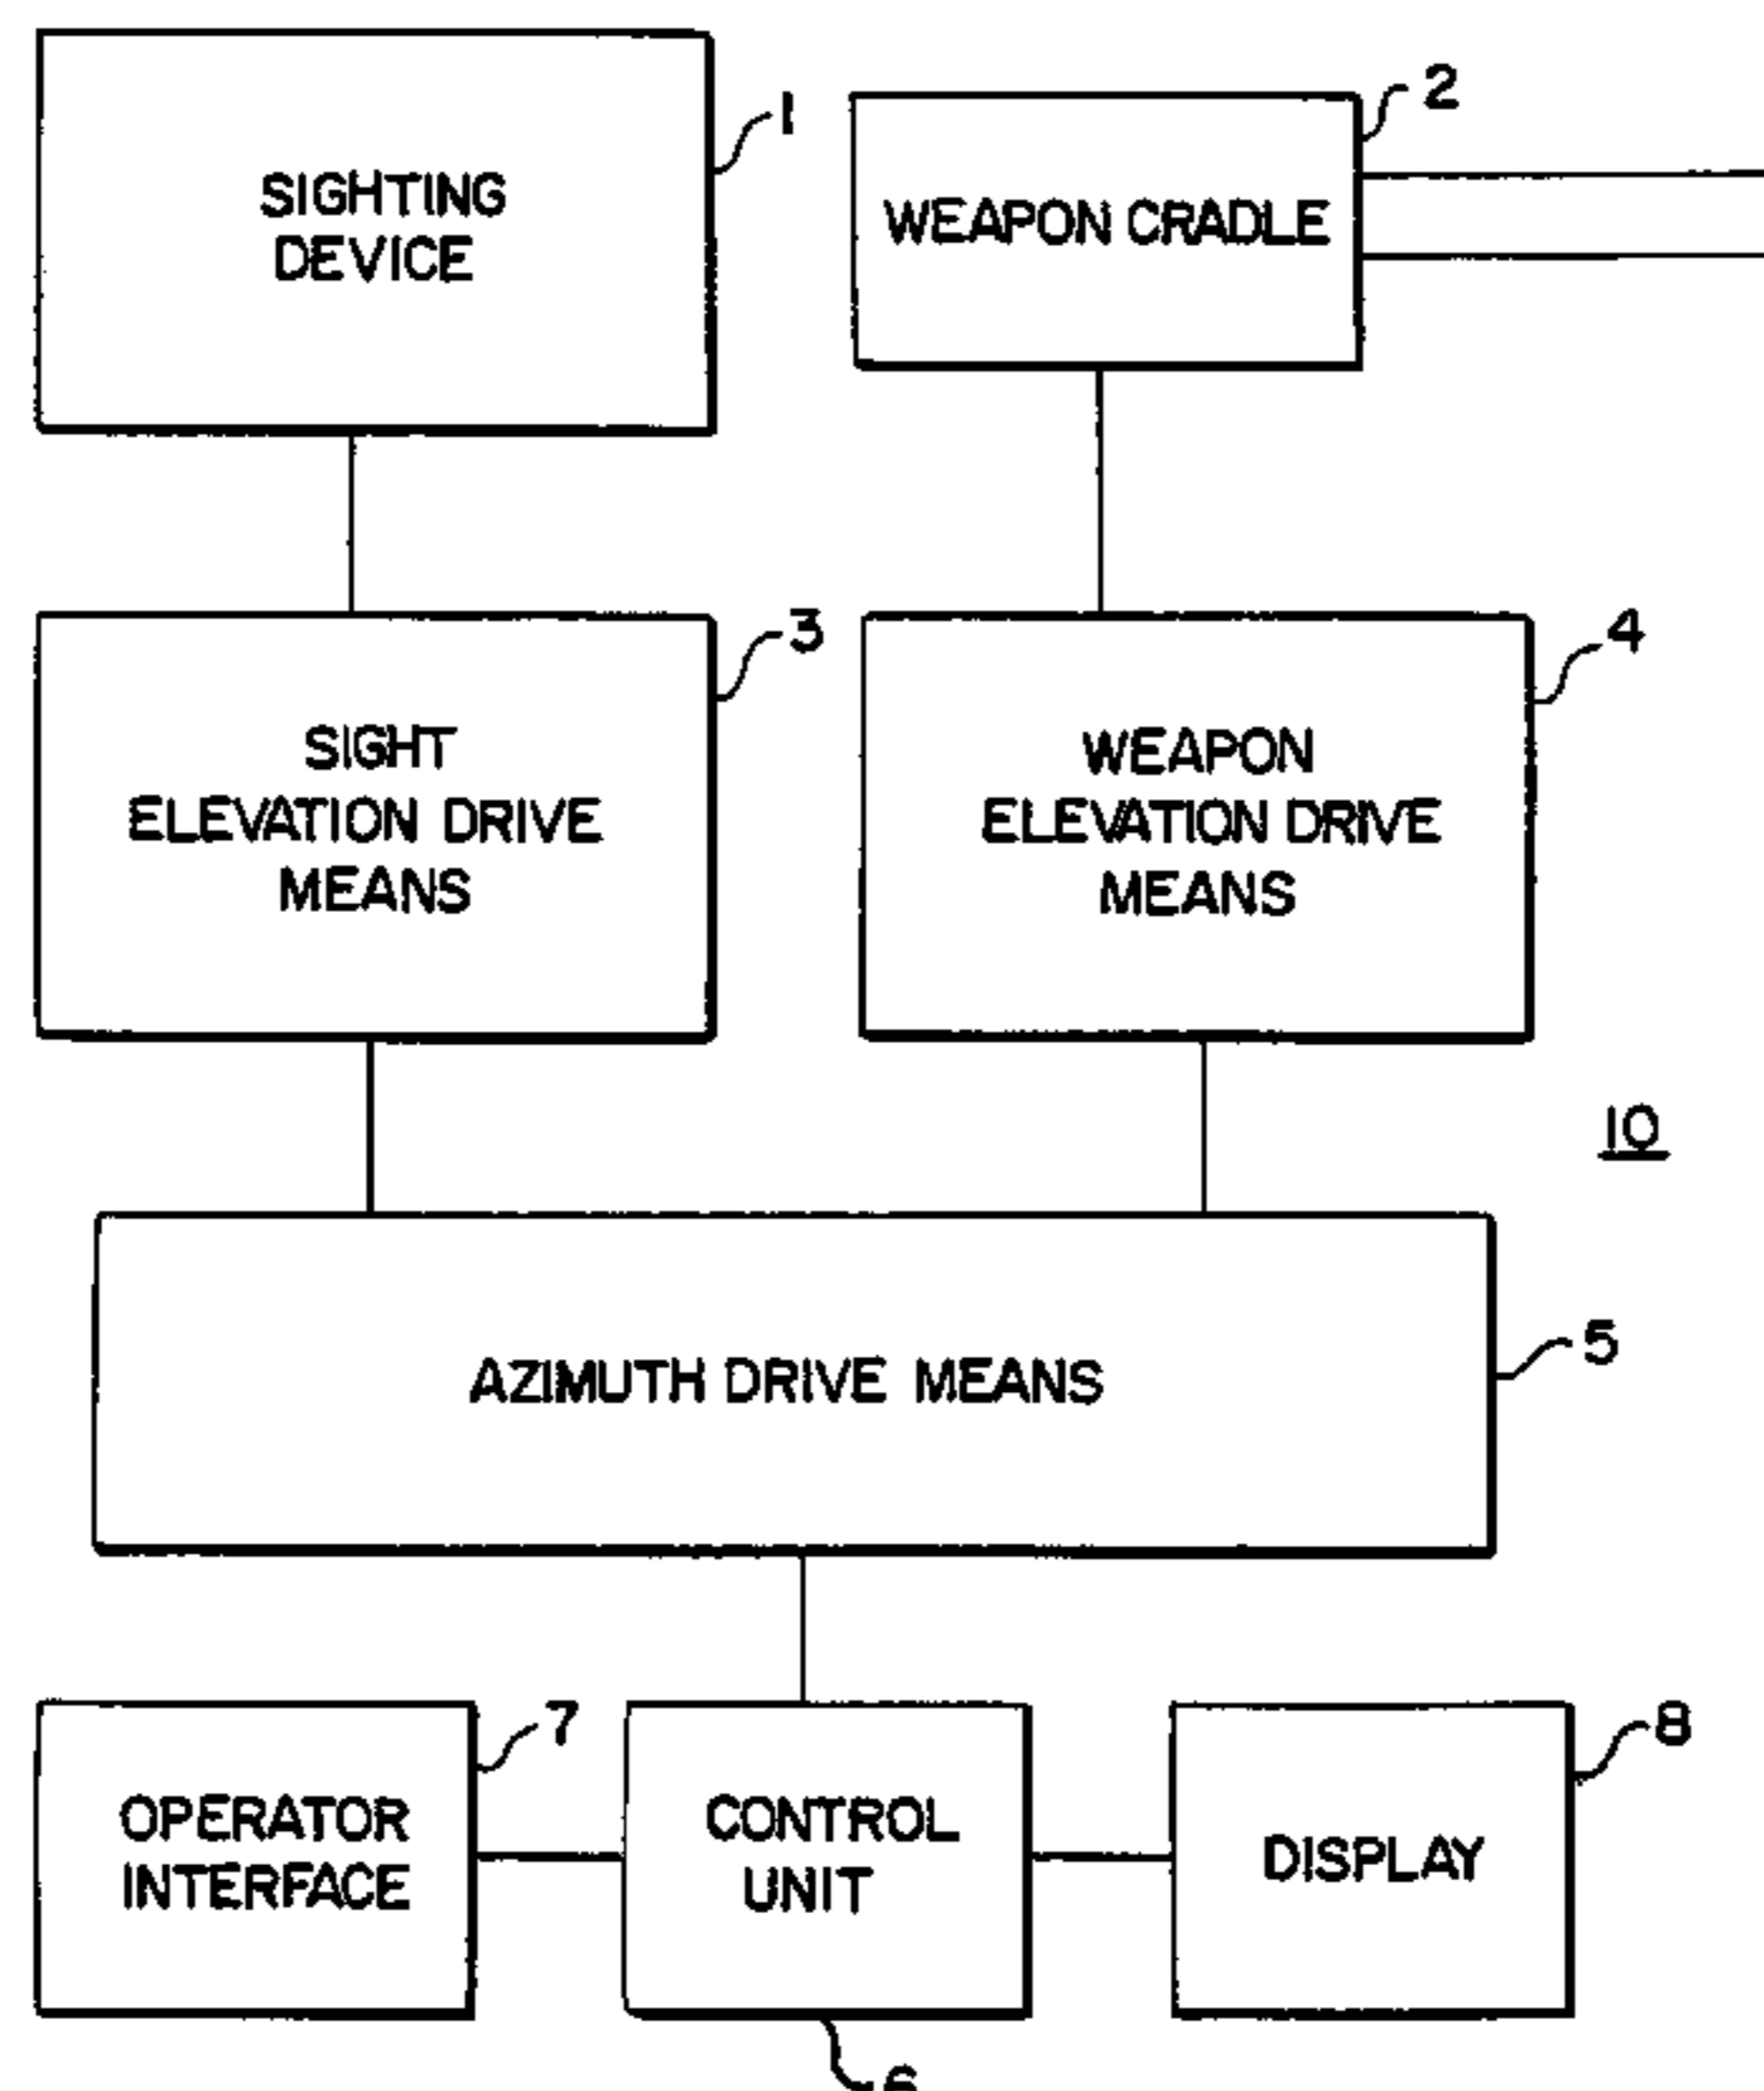 1
SIGHTING
DEVICE
2
WEAPON CRADLE
3
SIGHT
ELEVATION DRIVE
MEANS
4
WEAPON
ELEVATION DRIVE
MEANS
10
AZIMUTH DRIVE MEANS
5
7
OPERATOR
INTERFACE
CONTROL
UNIT
8
DISPLAY
6